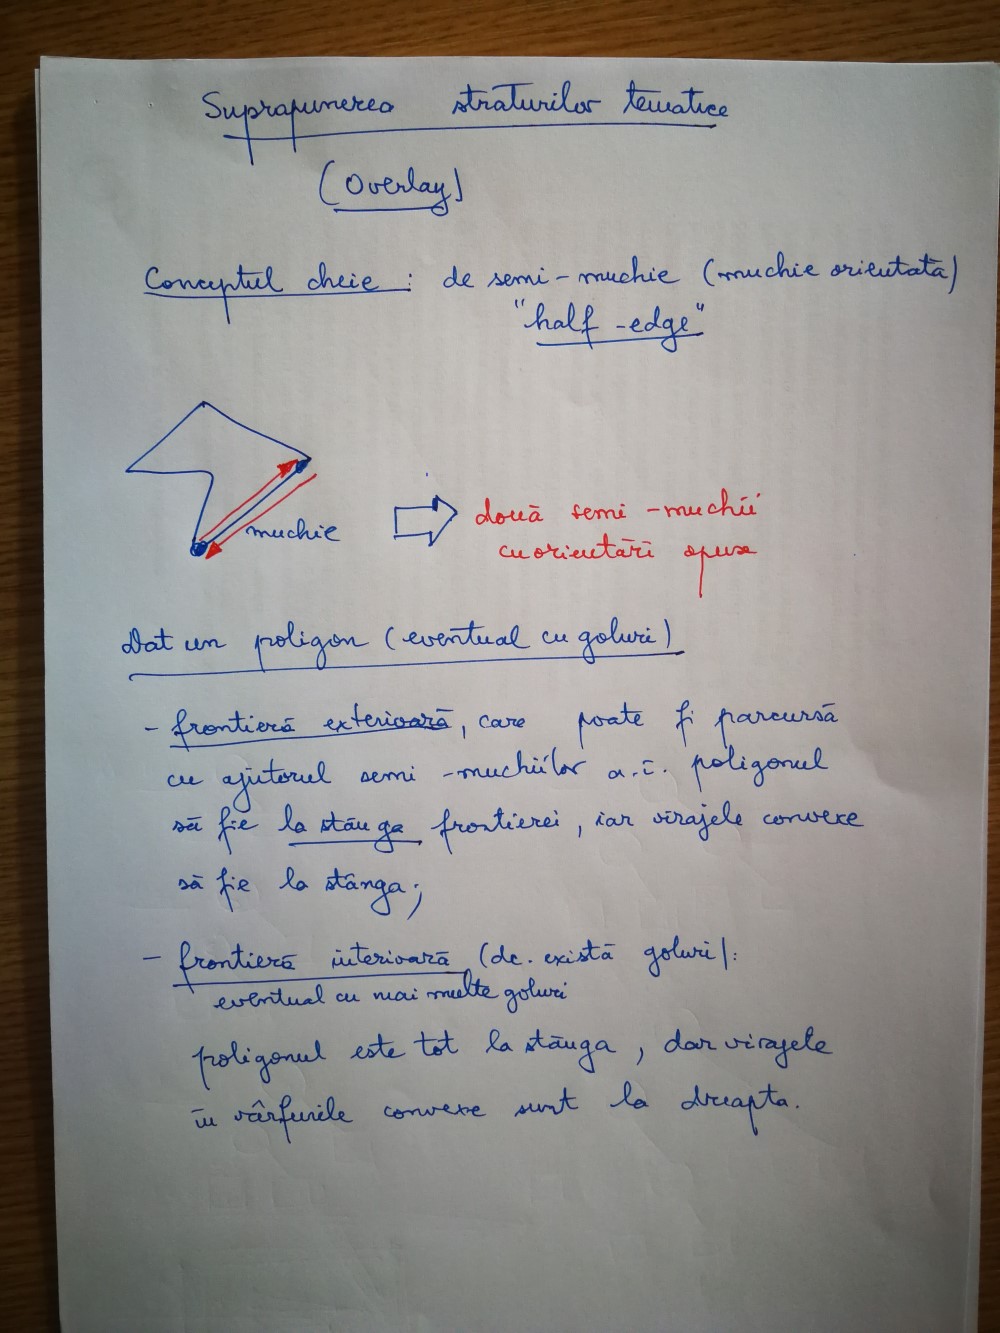 Suprapunerea straturilor tematice
(Overlay)
Conceptul cheie : de semi-muchie (muchie orientată)
"half-edge"
muchie
două semi-muchii
cu orientări opuse
Dat un poligon (eventual cu goluri)
- frontieră exterioară, care poate fi parcursă
cu ajutorul semi-muchiilor a.î. poligonul
să fie la stânga frontierei, iar virajele convexe
să fie la stânga;
- frontieră interioară (dc. există goluri):
eventual cu mai multe goluri
poligonul este tot la stânga, dar virajele
în vârfurile convexe sunt la dreapta.